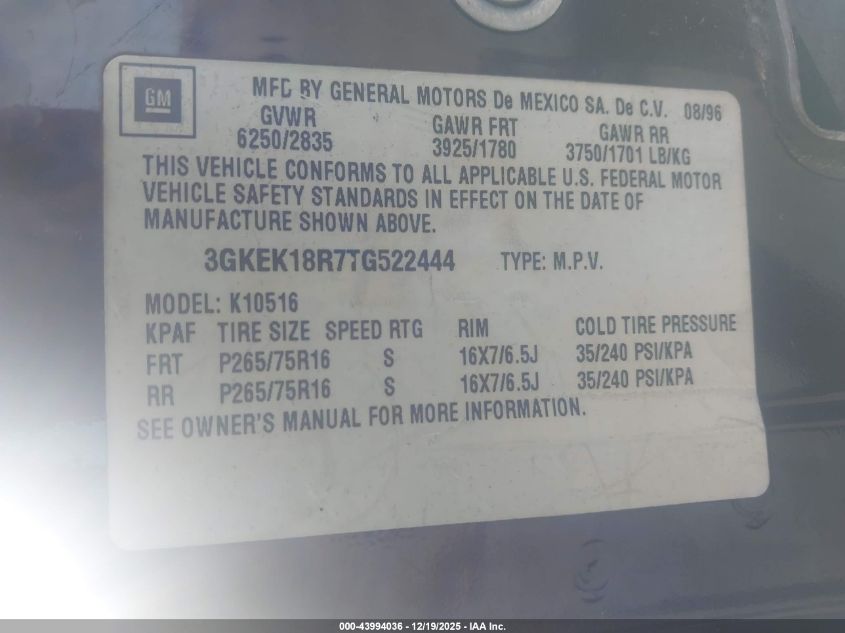 GM
MFD BY GENERAL MOTORS De MEXICO SA. De C.V. 08/96
GVWR GAWR FRT GAWR RR
6250/2835 3925/1780 3750/1701 LB/KG
THIS VEHICLE CONFORMS TO ALL APPLICABLE U.S. FEDERAL MOTOR
VEHICLE SAFETY STANDARDS IN EFFECT ON THE DATE OF
MANUFACTURE SHOWN ABOVE.
3GKEK18R7TG522444 TYPE: M.P.V.
MODEL: K10516
KPAF TIRE SIZE SPEED RTG RIM COLD TIRE PRESSURE
FRT P265/75R16 S 16X7/6.5J 35/240 PSI/KPA
RR P265/75R16 S 16X7/6.5J 35/240 PSI/KPA
SEE OWNER'S MANUAL FOR MORE INFORMATION.
000-43994036 - 12/19/2025 - IAA Inc.